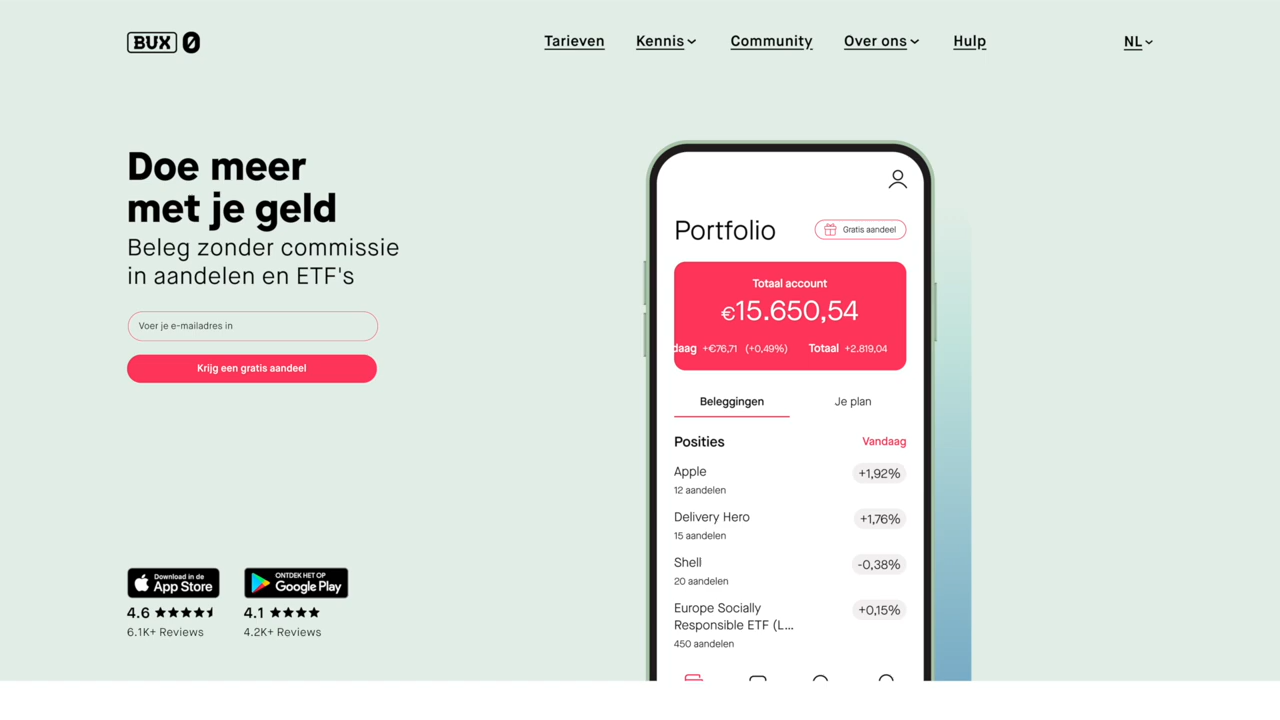 BUX 0
Tarieven
Kennis
Community
Over ons
Hulp
NL
Doe meer
met je geld
Beleg zonder commissie
in aandelen en ETF's
Voer je e-mailadres in
Krijg een gratis aandeel
Download in de
App Store
4.6
6.1K+ Reviews
ONTDEK HET OP
Google Play
4.1
4.2K+ Reviews
Portfolio
Gratis aandeel
Totaal account
€15.650,54
daag +€76,71 (+0,49%) Totaal +2.819,04
Beleggingen
Je plan
Posities
Vandaag
Apple
+1,92%
12 aandelen
Delivery Hero
+1,76%
15 aandelen
Shell
-0,38%
20 aandelen
Europe Socially
Responsible ETF (L...
+0,15%
450 aandelen